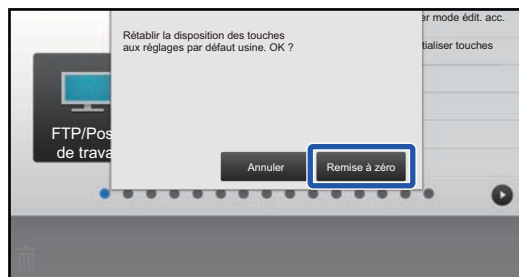 er mode édit. acc.
Rétablir la disposition des touches
aux réglages par défaut usine. OK ?
tialiser touches
FTP/Pos
de trava
Annuler
Remise à zéro